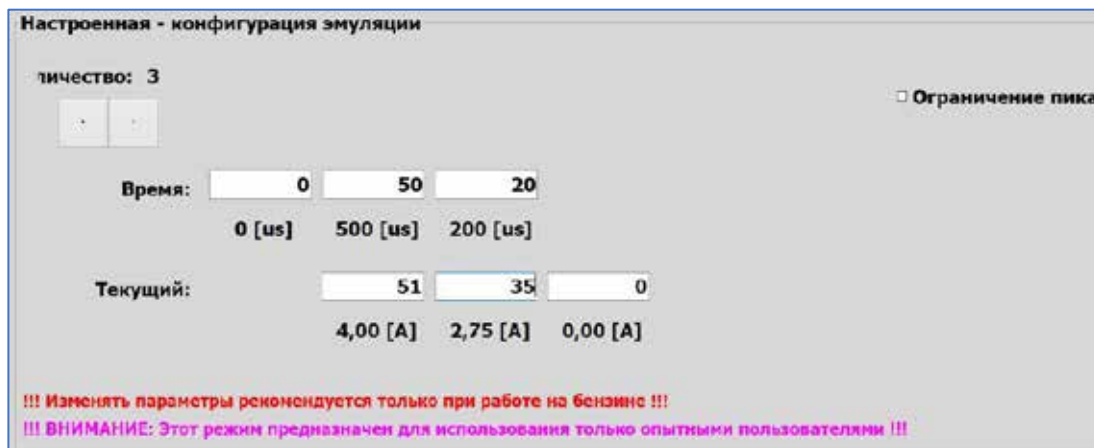 Настроенная - конфигурация эмуляции
личество: 3
Ограничение пика
Время: 0 50 20
0 [us] 500 [us] 200 [us]
Текущий: 51 35 0
4,00 [A] 2,75 [A] 0,00 [A]
!!! Изменять параметры рекомендуется только при работе на бензине !!!
!!! ВНИМАНИЕ: Этот режим предназначен для использования только опытными пользователями !!!